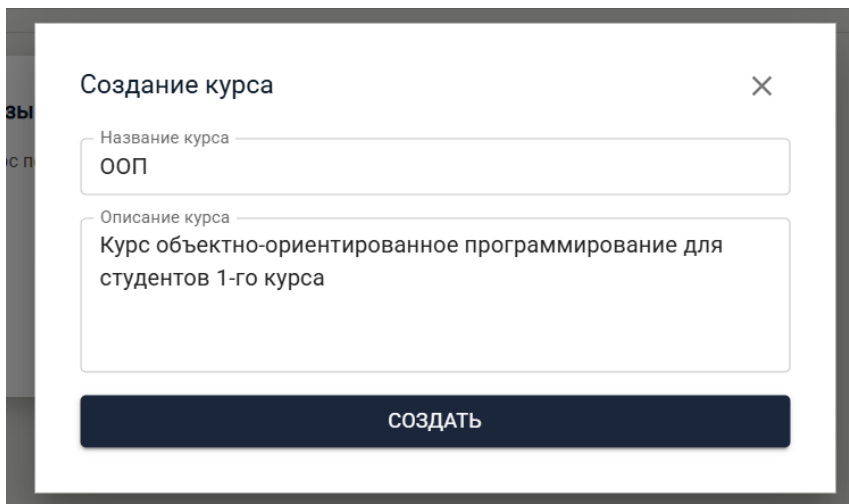 Создание курса
Название курса
ООП
Описание курса
Курс объектно-ориентированное программирование для
студентов 1-го курса
СОЗДАТЬ